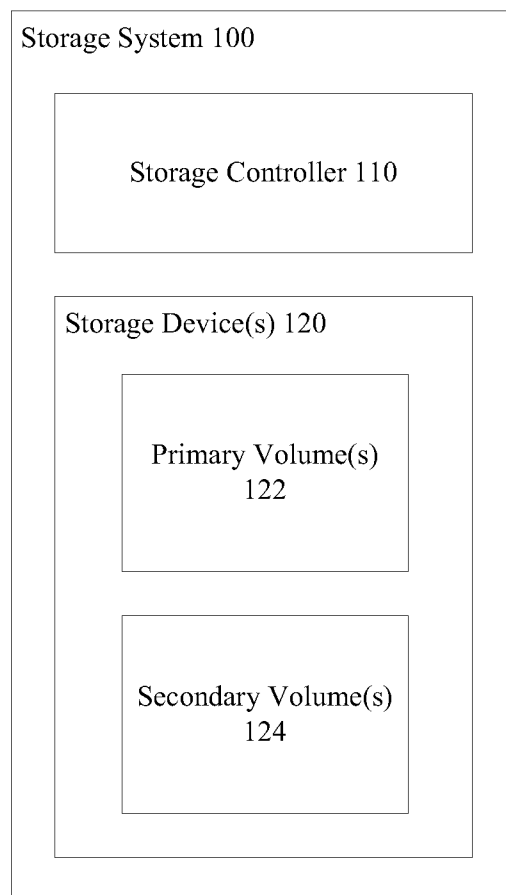 Storage System 100
Storage Controller 110
Storage Device(s) 120
Primary Volume(s)
122
Secondary Volume(s)
124